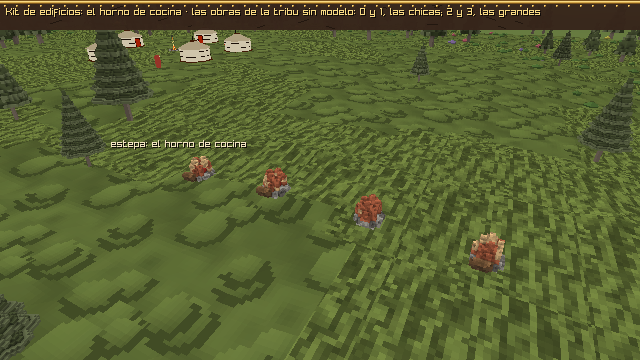 Kit de edificios: el horno de cocina · las obras de la tribu sin modelo: 0 y 1, las chicas; 2 y 3, las grandes
estepa: el horno de cocina